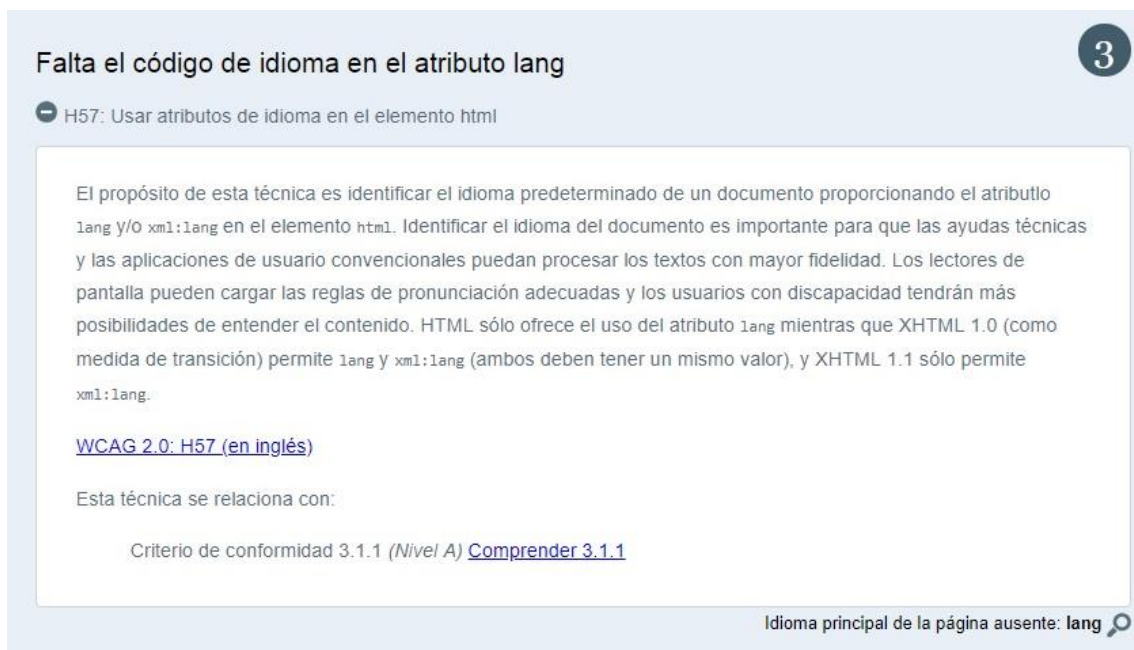 Falta el código de idioma en el atributo lang
3
H57: Usar atributos de idioma en el elemento html
El propósito de esta técnica es identificar el idioma predeterminado de un documento proporcionando el atributlo
lang y/o xml:lang en el elemento html. Identificar el idioma del documento es importante para que las ayudas técnicas
y las aplicaciones de usuario convencionales puedan procesar los textos con mayor fidelidad. Los lectores de
pantalla pueden cargar las reglas de pronunciación adecuadas y los usuarios con discapacidad tendrán más
posibilidades de entender el contenido. HTML sólo ofrece el uso del atributo lang mientras que XHTML 1.0 (como
medida de transición) permite lang y xml:lang (ambos deben tener un mismo valor), y XHTML 1.1 sólo permite
xml:lang.
WCAG 2.0: H57 (en inglés)
Esta técnica se relaciona con:
Criterio de conformidad 3.1.1 (Nivel A) Comprender 3.1.1
Idioma principal de la página ausente: lang